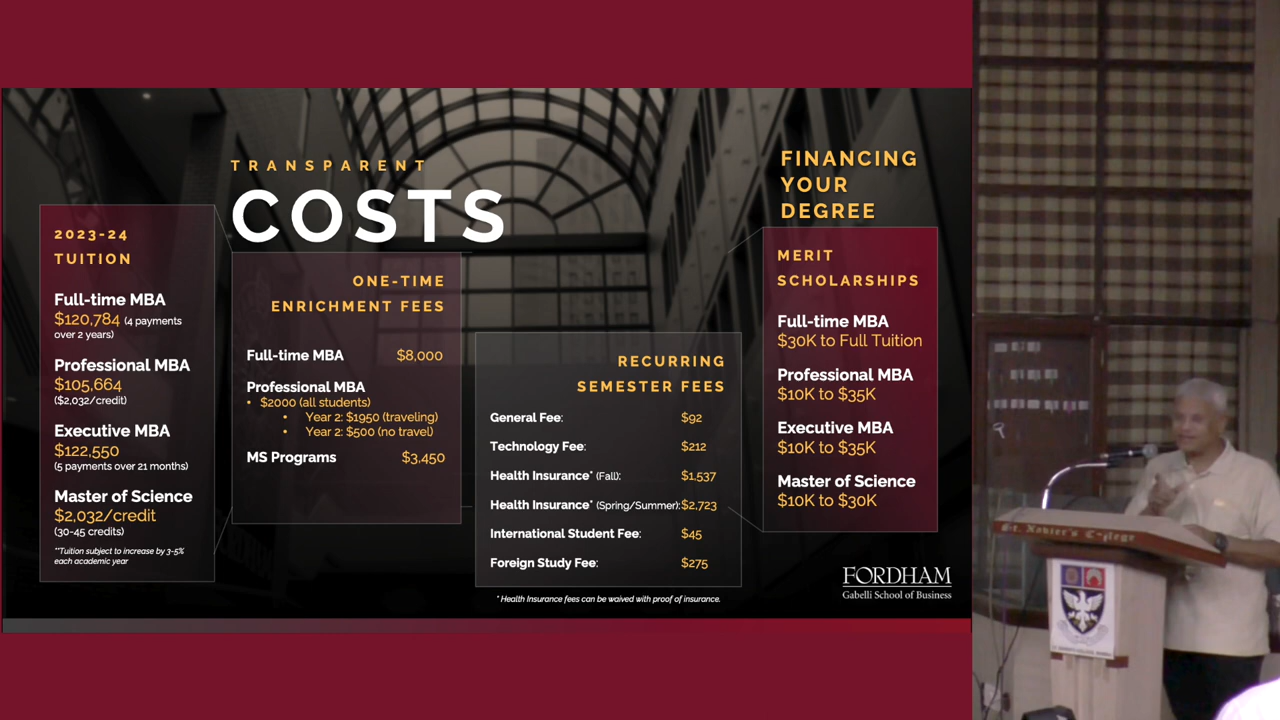 TRANSPARENT
COSTS
2023-24
TUITION
Full-time MBA
$120,784 (4 payments
over 2 years)
Professional MBA
$105,664
($2,032/credit)
Executive MBA
$122,550
(5 payments over 21 months)
Master of Science
$2,032/credit
(30-45 credits)
**Tuition subject to increase by 3-5%
each academic year
ONE-TIME
ENRICHMENT FEES
Full-time MBA $8,000
Professional MBA
• $2000 (all students)
• Year 2: $1950 (traveling)
• Year 2: $500 (no travel)
MS Programs $3,450
RECURRING
SEMESTER FEES
General Fee: $92
Technology Fee: $212
Health Insurance* (Fall): $1,537
Health Insurance* (Spring/Summer): $2,723
International Student Fee: $45
Foreign Study Fee: $275
* Health Insurance fees can be waived with proof of insurance.
FINANCING
YOUR
DEGREE
MERIT
SCHOLARSHIPS
Full-time MBA
$30K to Full Tuition
Professional MBA
$10K to $35K
Executive MBA
$10K to $35K
Master of Science
$10K to $30K
FORDHAM
Gabelli School of Business
St. Xavier's College